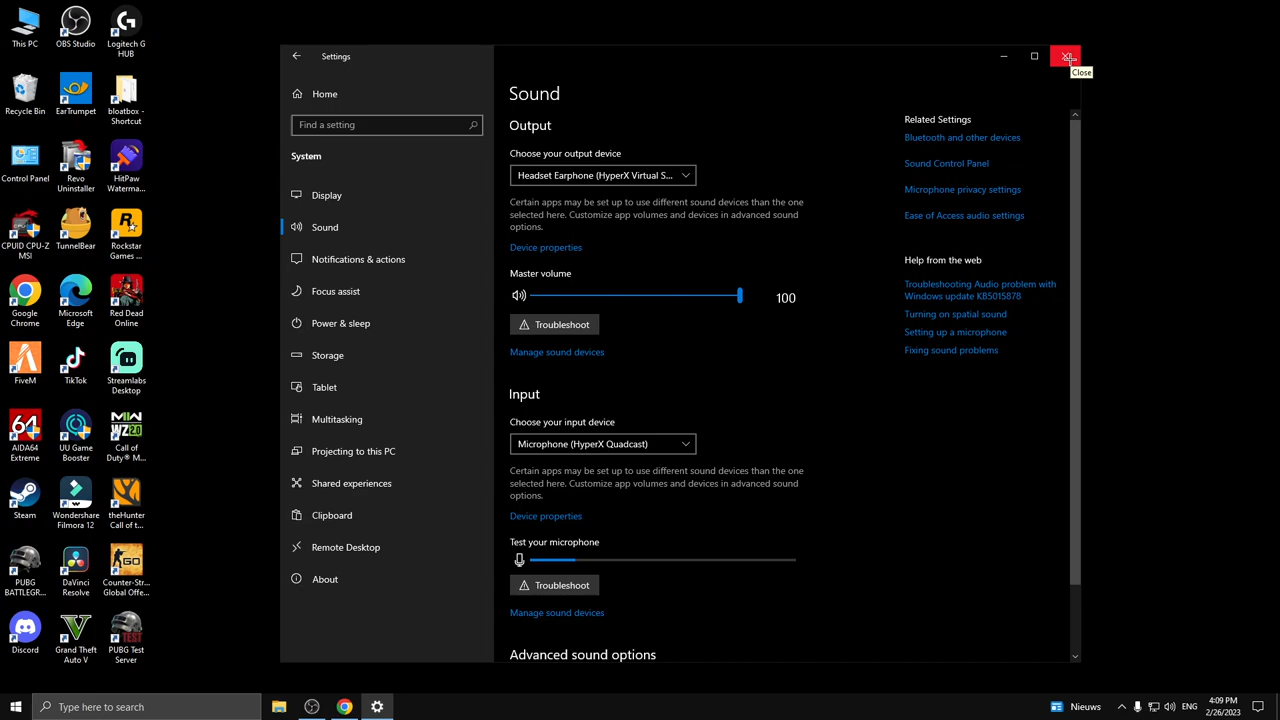 This PC
OBS Studio
Logitech G
HUB
Recycle Bin
EarTrumpet
bloatbox -
Shortcut
Control Panel
Revo
Uninstaller
HitPaw
Waterma...
CPUID CPU-Z
MSI
TunnelBear
Rockstar
Games ...
Google
Chrome
Microsoft
Edge
Red Dead
Online
FiveM
TikTok
Streamlabs
Desktop
AIDA64
Extreme
UU Game
Booster
Call of
Duty® M...
Steam
Wondershare
Filmora 12
theHunter
Call of t...
PUBG
BATTLEGR...
DaVinci
Resolve
Counter-Str...
Global Offe...
Discord
Grand Theft
Auto V
PUBG Test
Server
Settings
Close
Home
Find a setting
System
Display
Sound
Notifications & actions
Focus assist
Power & sleep
Storage
Tablet
Multitasking
Projecting to this PC
Shared experiences
Clipboard
Remote Desktop
About
Sound
Output
Choose your output device
Headset Earphone (HyperX Virtual S...
Certain apps may be set up to use different sound devices than the one
selected here. Customize app volumes and devices in advanced sound
options.
Device properties
Master volume
100
Troubleshoot
Manage sound devices
Input
Choose your input device
Microphone (HyperX Quadcast)
Certain apps may be set up to use different sound devices than the one
selected here. Customize app volumes and devices in advanced sound
options.
Device properties
Test your microphone
Troubleshoot
Manage sound devices
Advanced sound options
Related Settings
Bluetooth and other devices
Sound Control Panel
Microphone privacy settings
Ease of Access audio settings
Help from the web
Troubleshooting Audio problem with
Windows update KB5015878
Turning on spatial sound
Setting up a microphone
Fixing sound problems
Type here to search
Nieuws
ENG
4:09 PM
2/26/2023